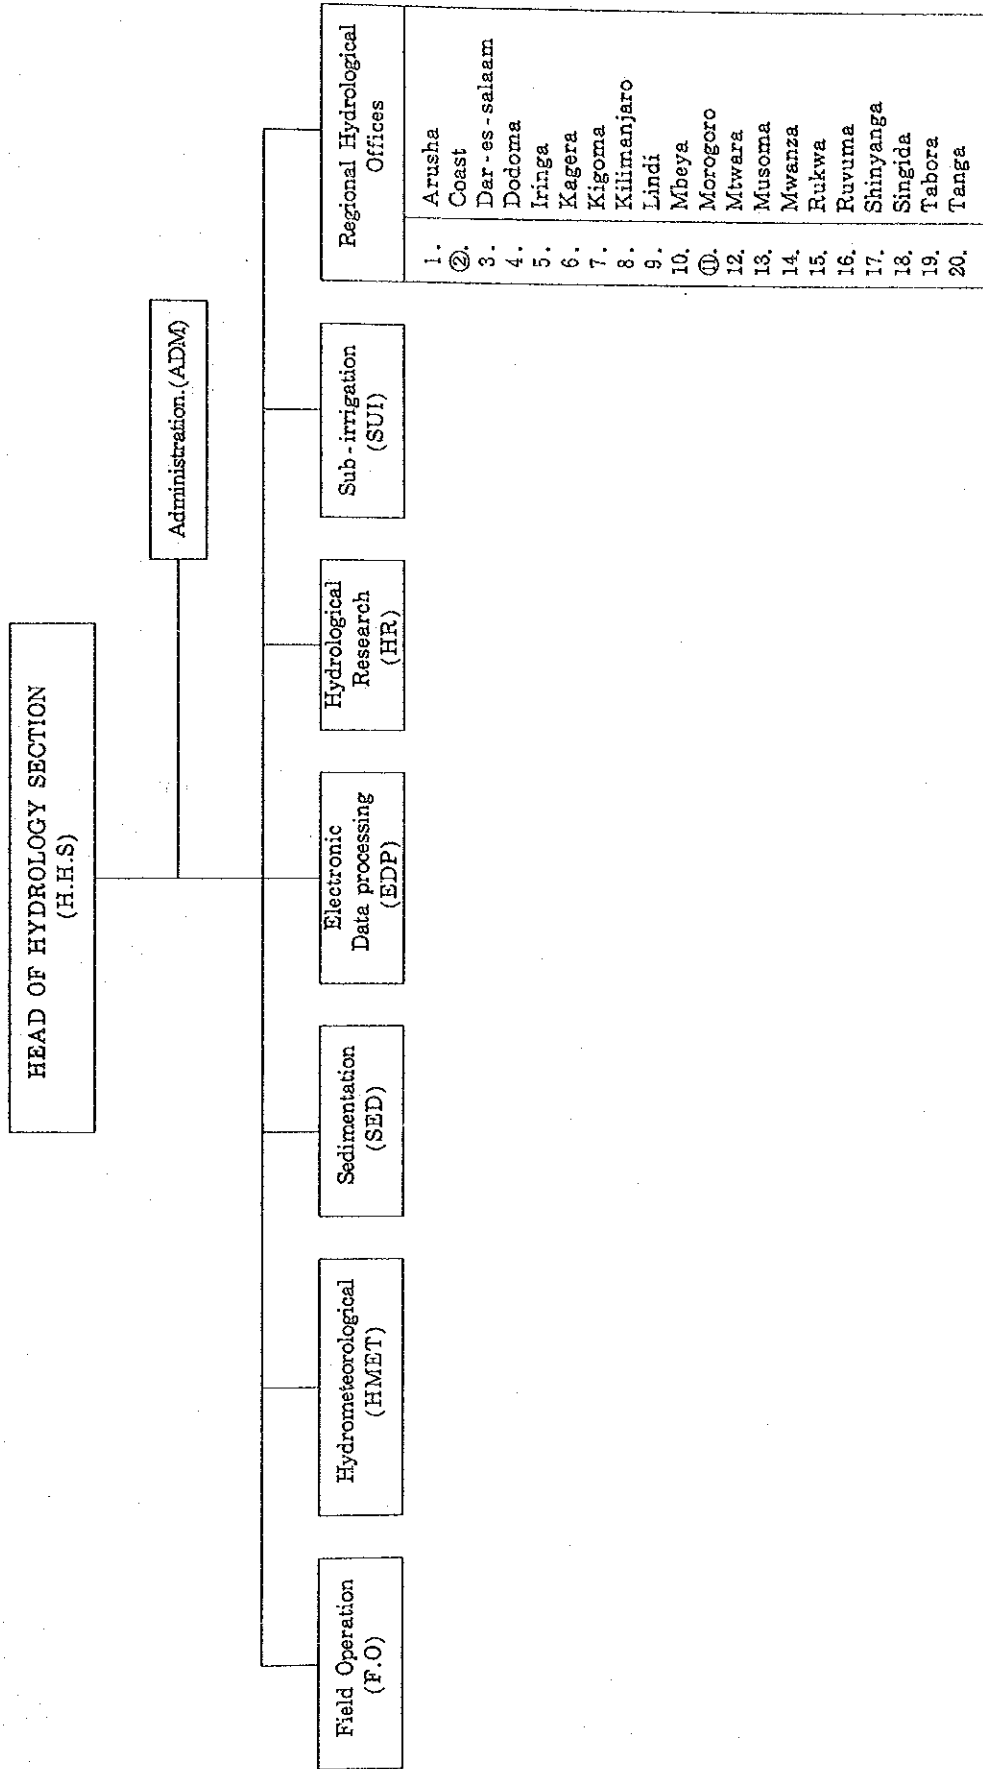 HEAD OF HYDROLOGY SECTION
(H.H.S)
Administration.(ADM)
Field Operation
(F.O)
Hydrometeorological
(HMET)
Sedimentation
(SED)
Electronic
Data processing
(EDP)
Hydrological
Research
(HR)
Sub-irrigation
(SUI)
Regional Hydrological
Offices
1. Arusha
②. Coast
3. Dar-es-salaam
4. Dodoma
5. Iringa
6. Kagera
7. Kigoma
8. Kilimanjaro
9. Lindi
10. Mbeya
⑪. Morogoro
12. Mtwara
13. Musoma
14. Mwanza
15. Rukwa
16. Ruvuma
17. Shinyanga
18. Singida
19. Tabora
20. Tanga